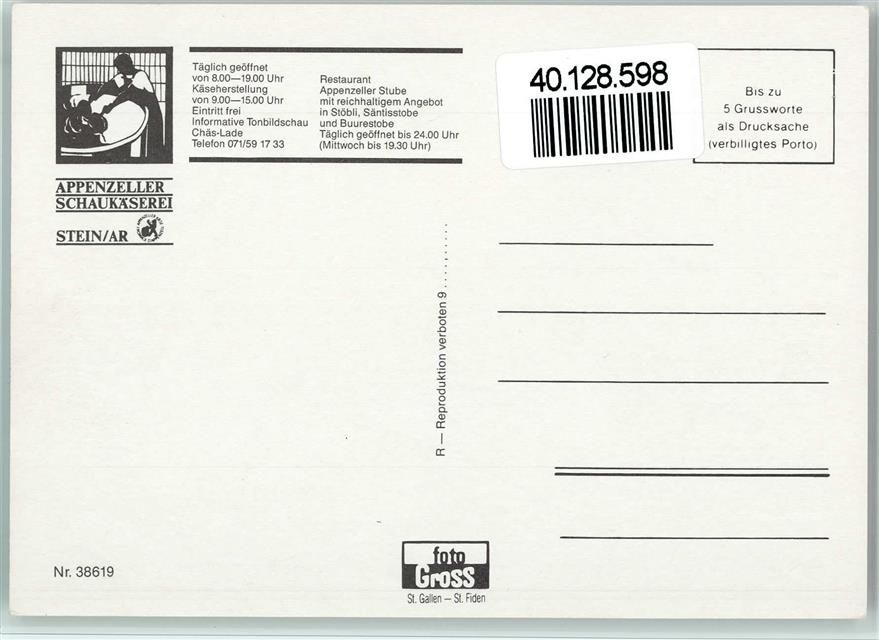 Täglich geöffnet
von 8.00—19.00 Uhr
Käseherstellung
von 9.00—15.00 Uhr
Eintritt frei
Informative Tonbildschau
Chäs-Lade
Telefon 071/59 17 33
Restaurant
Appenzeller Stube
mit reichhaltigem Angebot
in Stöbli, Säntisstobe
und Buurestobe
Täglich geöffnet bis 24.00 Uhr
(Mittwoch bis 19.30 Uhr)
40.128.598
Bis zu
5 Grussworte
als Drucksache
(verbilligtes Porto)
APPENZELLER
SCHAUKÄSEREI
STEIN/AR
R — Reproduktion verboten 9......,......
Nr. 38619
foto
Gross
St. Gallen — St. Fiden